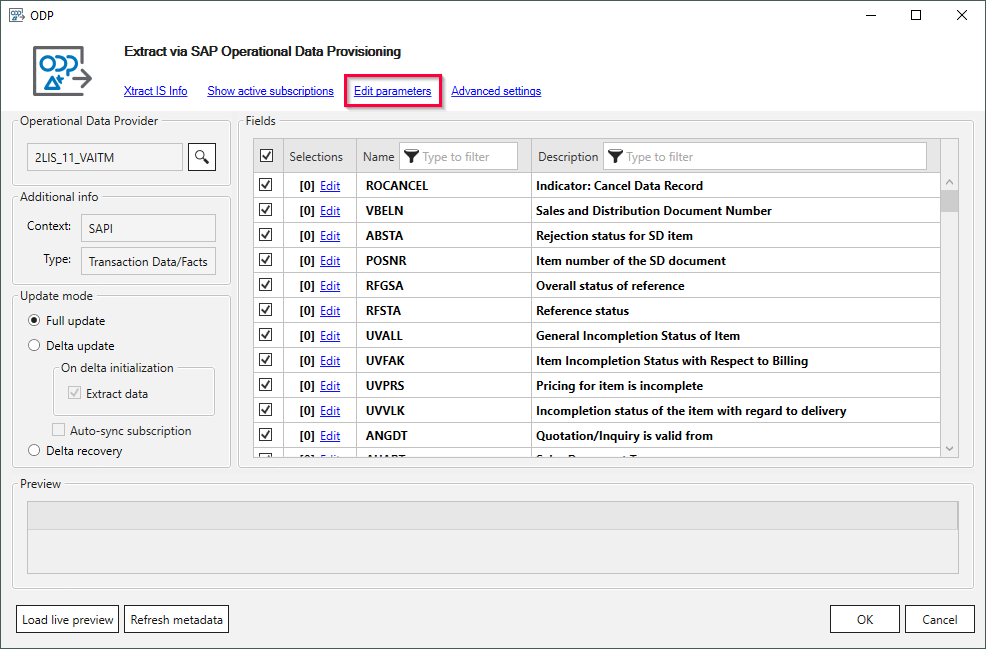 ODP
Extract via SAP Operational Data Provisioning
Xtract IS Info Show active subscriptions Edit parameters Advanced settings
Operational Data Provider
2LIS_11_VAITM
Additional info
Context: SAPI
Type: Transaction Data/Facts
Update mode
Full update
Delta update
On delta initialization
Extract data
Auto-sync subscription
Delta recovery
Fields
Selections Name Type to filter Description Type to filter
[0] Edit ROCANCEL Indicator: Cancel Data Record
[0] Edit VBELN Sales and Distribution Document Number
[0] Edit ABSTA Rejection status for SD item
[0] Edit POSNR Item number of the SD document
[0] Edit RFGSA Overall status of reference
[0] Edit RFSTA Reference status
[0] Edit UVALL General Incompletion Status of Item
[0] Edit UVFAK Item Incompletion Status with Respect to Billing
[0] Edit UVPRS Pricing for item is incomplete
[0] Edit UVVLK Incompletion status of the item with regard to delivery
[0] Edit ANGDT Quotation/Inquiry is valid from
Preview
Load live preview Refresh metadata OK Cancel